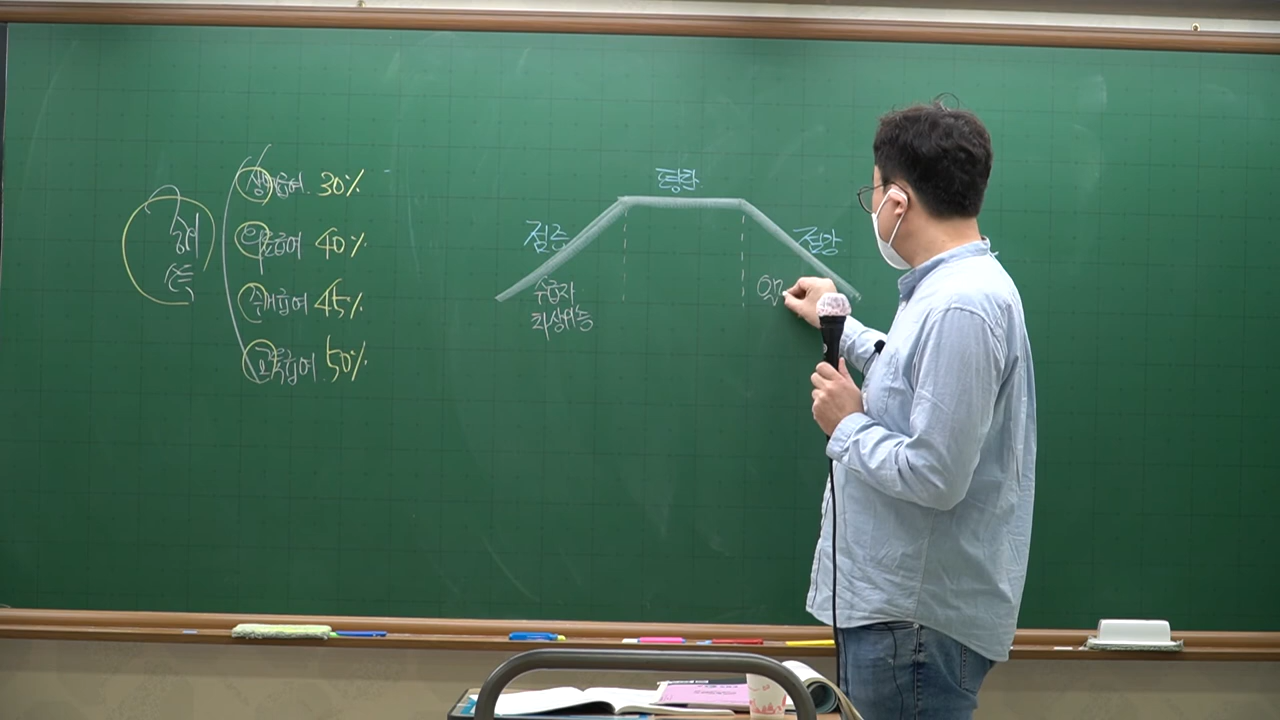 생계급여 30%
의료급여 40%
주거급여 45%
교육급여 50%
평탄
점증
점감
수급자
차상위층